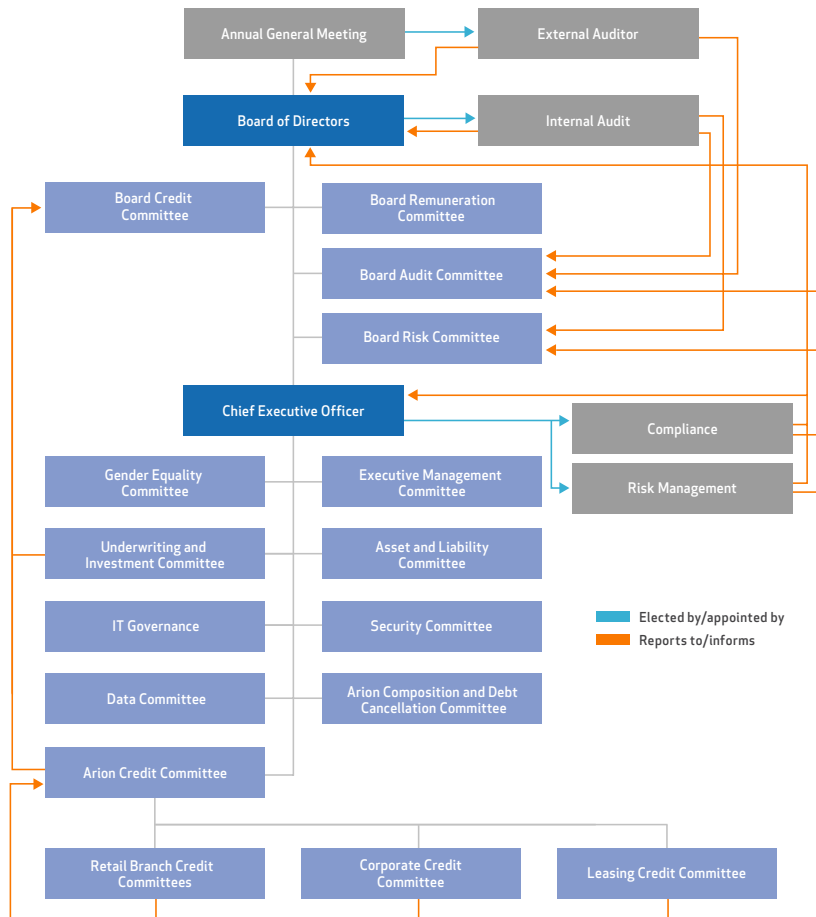 Annual General Meeting
External Auditor
Board of Directors
Internal Audit
Board Credit
Committee
Board Remuneration
Committee
Board Audit Committee
Board Risk Committee
Chief Executive Officer
Compliance
Risk Management
Gender Equality
Committee
Executive Management
Committee
Underwriting and
Investment Committee
Asset and Liability
Committee
IT Governance
Security Committee
Elected by/appointed by
Reports to/informs
Data Committee
Arion Composition and Debt
Cancellation Committee
Arion Credit Committee
Retail Branch Credit
Committees
Corporate Credit
Committee
Leasing Credit Committee